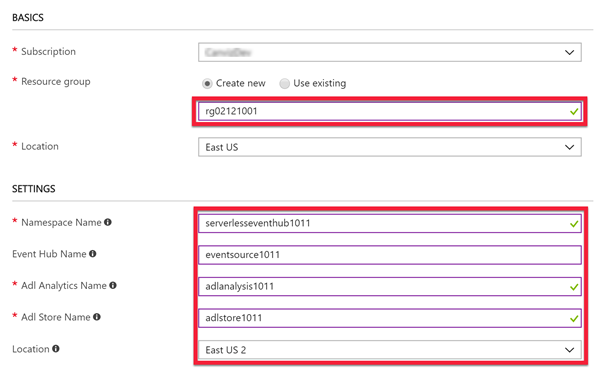 BASICS
* Subscription
* Resource group
Create new Use existing
rg02121001
* Location East US
SETTINGS
* Namespace Name serverlesseventhub1011
Event Hub Name eventsource1011
* Adl Analytics Name adlanalysis1011
* Adl Store Name adlstore1011
Location East US 2